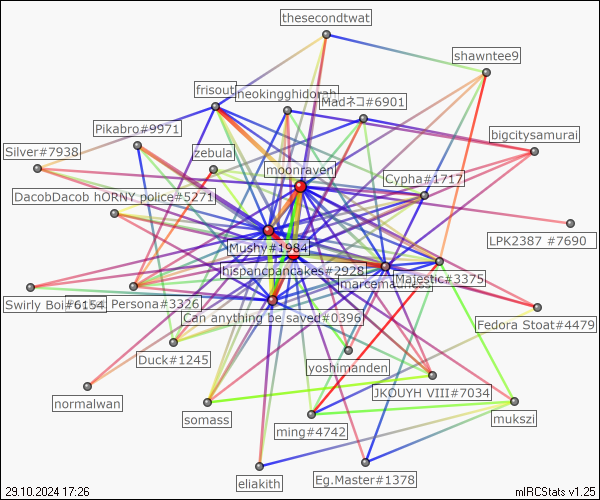 thesecondtwat
shawntee9
frisout
neokingghidorah
Madネコ#6901
Pikabro#9971
bigcitysamurai
Silver#7938
zebula
moonraven
Cypha#1717
DacobDacob hORNY police#5271
LPK2387 #7690
Mushy#1984
hispancpancakes#2928
Majestic#3375
Swirly Boi#6154
Persona#3326
Can anything be saved#0396
Fedora Stoat#4479
Duck#1245
yoshimanden
JKOUYH VIII#7034
normalwan
somass
mukszi
ming#4742
eliakith
Eg.Master#1378
29.10.2024 17:26
mIRCStats v1.25